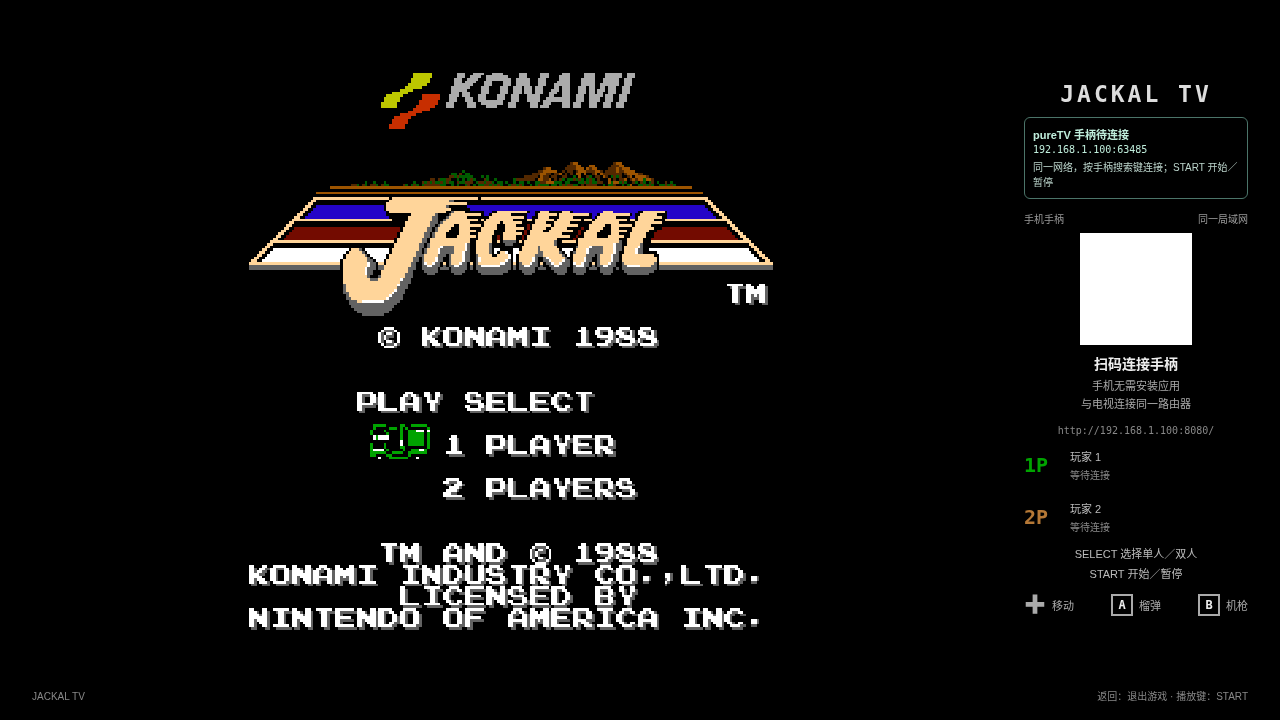 KONAMI
JACKAL
TM
© KONAMI 1988
PLAY SELECT
1 PLAYER
2 PLAYERS
TM AND © 1988
KONAMI INDUSTRY CO.,LTD.
LICENSED BY
NINTENDO OF AMERICA INC.
JACKAL TV
pureTV 手柄待连接
192.168.1.100:63485
同一网络，按手柄搜索键连接；START 开始／
暂停
手机手柄 同一局域网
扫码连接手柄
手机无需安装应用
与电视连接同一路由器
http://192.168.1.100:8080/
1P 玩家 1
等待连接
2P 玩家 2
等待连接
SELECT 选择单人／双人
START 开始／暂停
移动 A 榴弹 B 机枪
JACKAL TV
返回：退出游戏 · 播放键：START